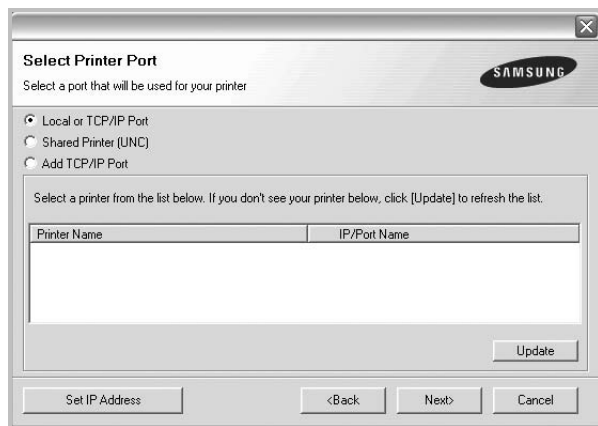 Select Printer Port
Select a port that will be used for your printer
SAMSUNG
Local or TCP/IP Port
Shared Printer (UNC)
Add TCP/IP Port
Select a printer from the list below. If you don't see your printer below, click [Update] to refresh the list.
Printer Name IP/Port Name
Update
Set IP Address <Back Next> Cancel